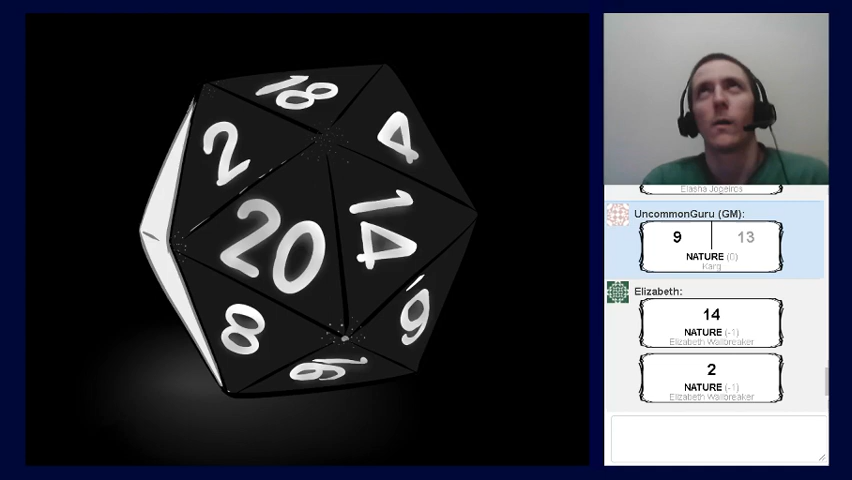 18
4
2
14
20
8
9
16
Elasha Jogeiros
UncommonGuru (GM):
9 13
NATURE (0)
Karg
Elizabeth:
14
NATURE (-1)
Elizabeth Wallbreaker
2
NATURE (-1)
Elizabeth Wallbreaker